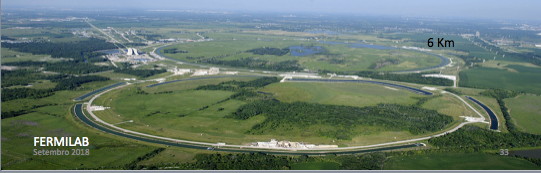 6 Km
FERMILAB
Setembro 2018
33